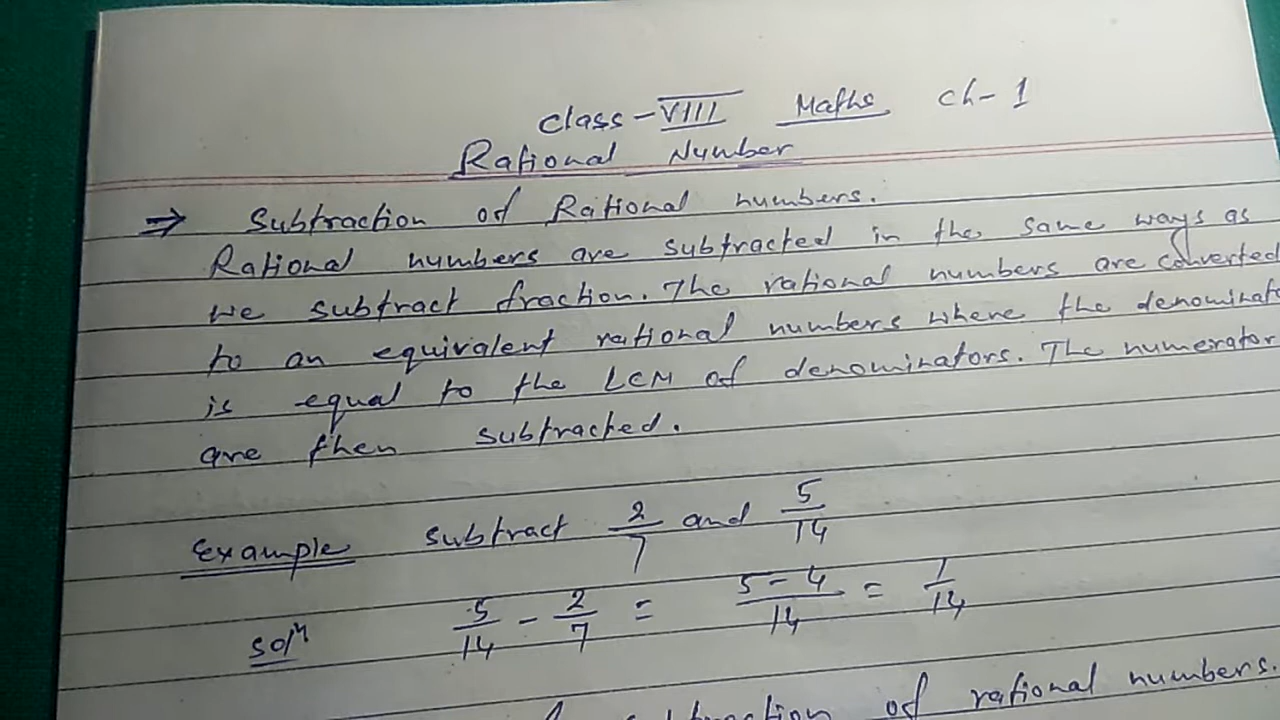 Class - VIII Maths Ch- 1
Rational Number
⇒ Subtraction of Rational numbers.
Rational numbers are subtracted in the same ways as
we subtract fraction. The rational numbers are converted
to an equivalent rational numbers where the denominat
is equal to the LCM of denominators. The numerator
are then subtracted.
Example subtract 2/7 and 5/14
Solⁿ 5/14 - 2/7 = (5-4)/14 = 1/14
of rational numbers.